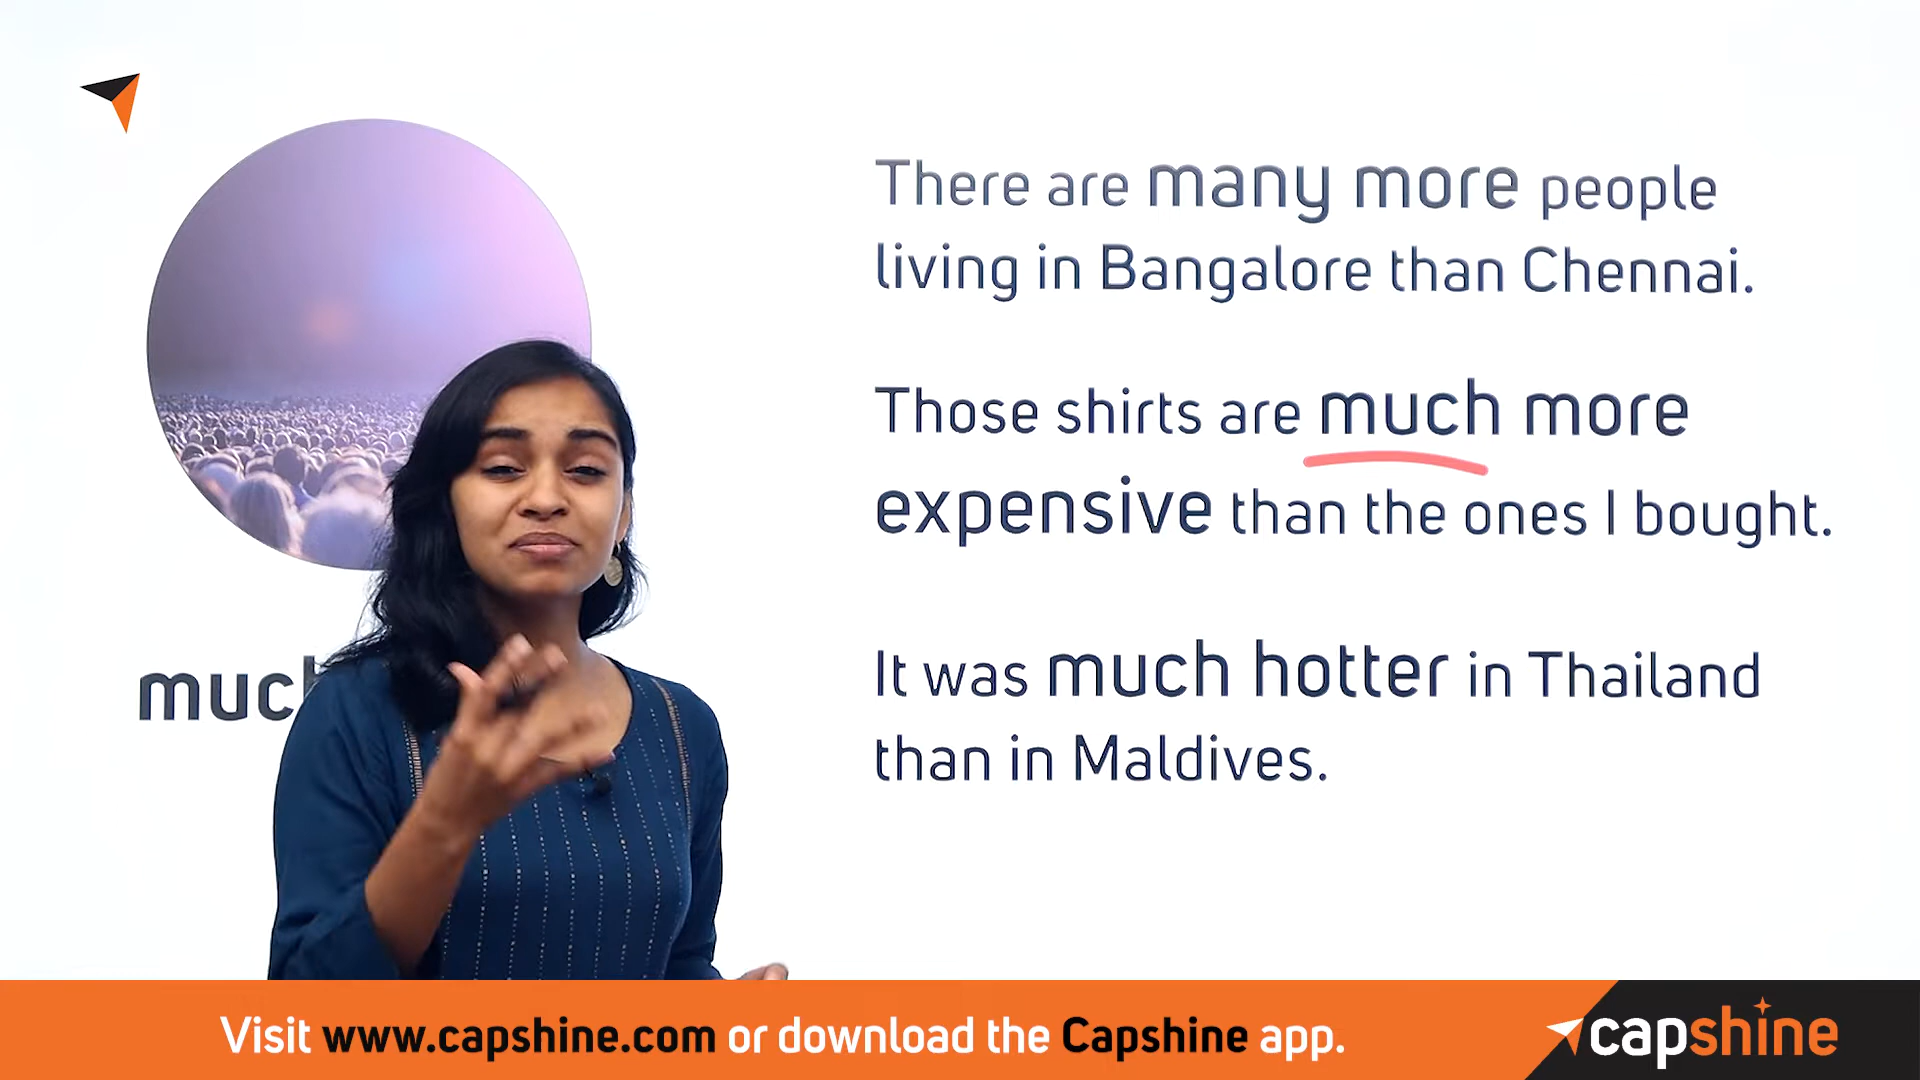 There are many more people
living in Bangalore than Chennai.
Those shirts are much more
expensive than the ones I bought.
It was much hotter in Thailand
than in Maldives.
Visit www.capshine.com or download the Capshine app.
capshine